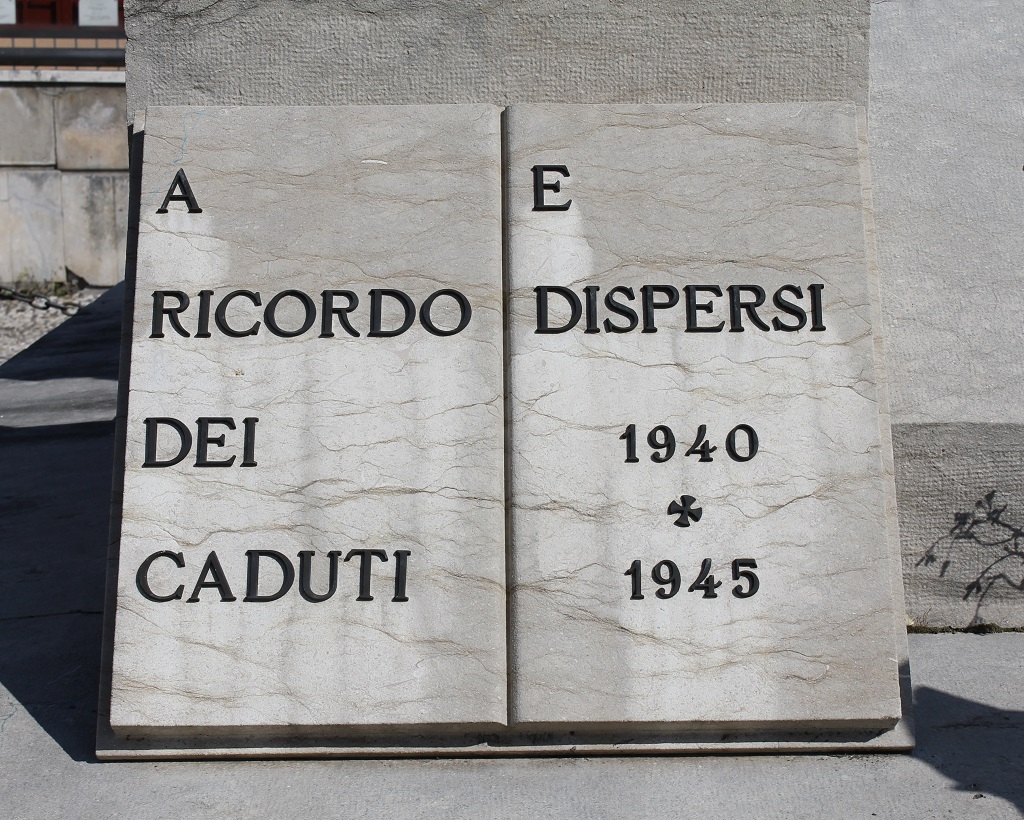 A
RICORDO
DEI
CADUTI
E
DISPERSI
1940
1945